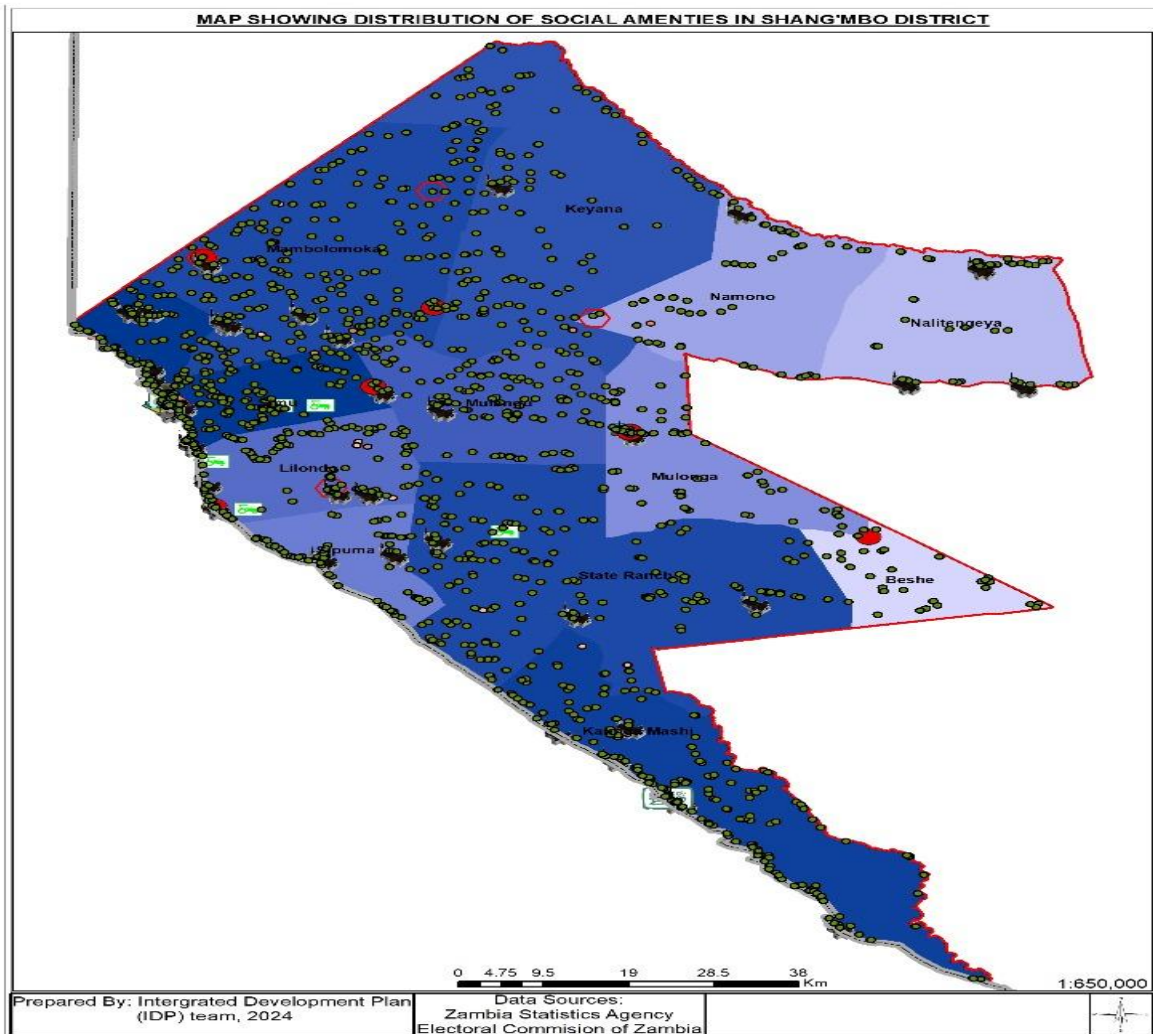 MAP SHOWING DISTRIBUTION OF SOCIAL AMENTIES IN SHANG'MBO DISTRICT
Keyana
Mambolomoka
Namono
Nalitengeya
Mulonga
State Ranch
Beshe
Mashi
0 4.75 9.5 19 28.5 38
Km
1:650,000
Prepared By: Intergrated Development Plan
(IDP) team, 2024
Data Sources:
Zambia Statistics Agency
Electoral Commision of Zambia